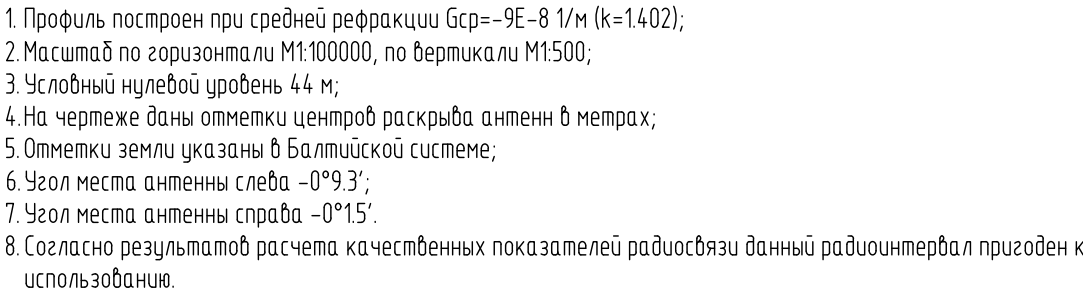 1. Профиль построен при средней рефракции Gср=-9E-8 1/м (k=1.402);
2. Масштаб по горизонтали М1:100000, по вертикали М1:500;
3. Условный нулевой уровень 44 м;
4. На чертеже даны отметки центров раскрыва антенн в метрах;
5. Отметки земли указаны в Балтийской системе;
6. Угол места антенны слева -0°9.3';
7. Угол места антенны справа -0°1.5'.
8. Согласно результатов расчета качественных показателей радиосвязи данный радиоинтервал пригоден к
использованию.